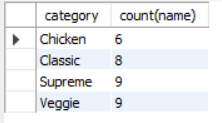 category count(name)
Chicken 6
Classic 8
Supreme 9
Veggie 9